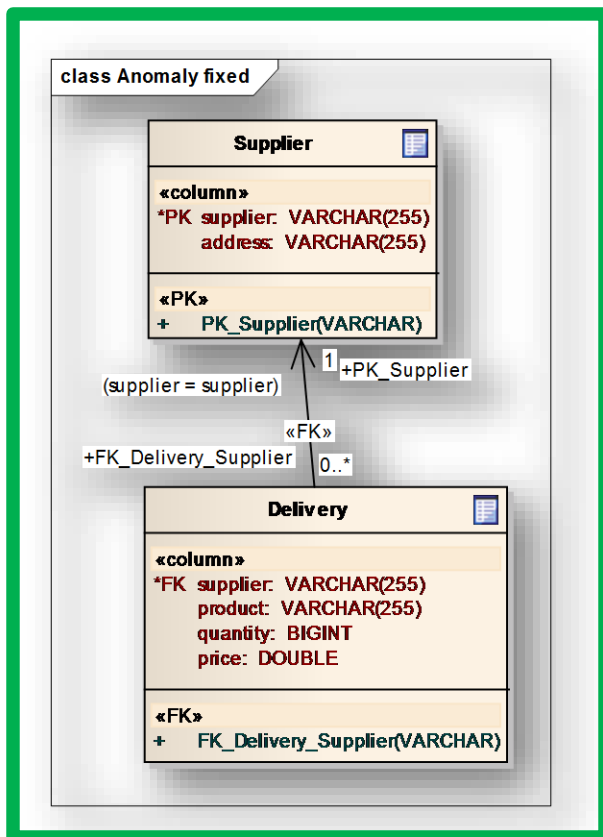 class Anomaly fixed
Supplier
«column»
*PK supplier: VARCHAR(255)
address: VARCHAR(255)
«PK»
+ PK_Supplier(VARCHAR)
1
+PK_Supplier
(supplier = supplier)
«FK»
+FK_Delivery_Supplier
0..*
Delivery
«column»
*FK supplier: VARCHAR(255)
product: VARCHAR(255)
quantity: BIGINT
price: DOUBLE
«FK»
+ FK_Delivery_Supplier(VARCHAR)